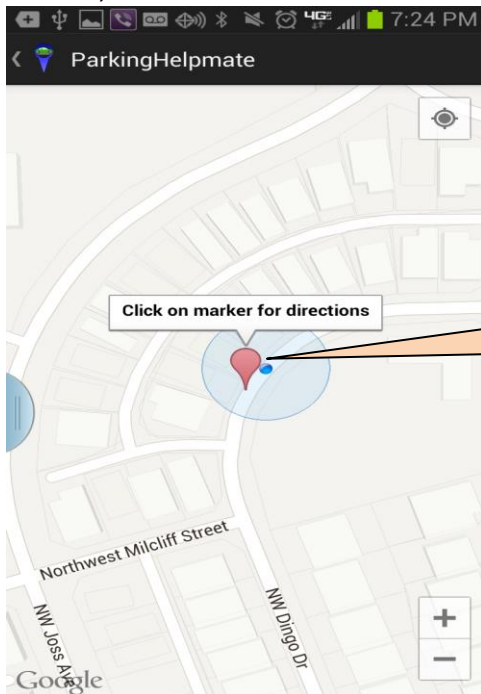 4G 7:24 PM
ParkingHelpmate
Click on marker for directions
Northwest Milcliff Street
NW Joss Ave
NW Dingo Dr
Google